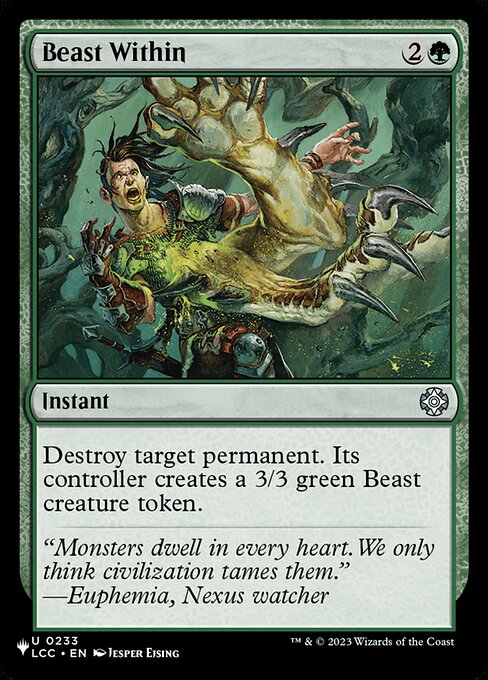 Beast Within 2
Instant
Destroy target permanent. Its
controller creates a 3/3 green Beast
creature token.
“Monsters dwell in every heart. We only
think civilization tames them.”
—Euphemia, Nexus watcher
U 0233
LCC • EN Jesper Eising
™ & © 2023 Wizards of the Coast